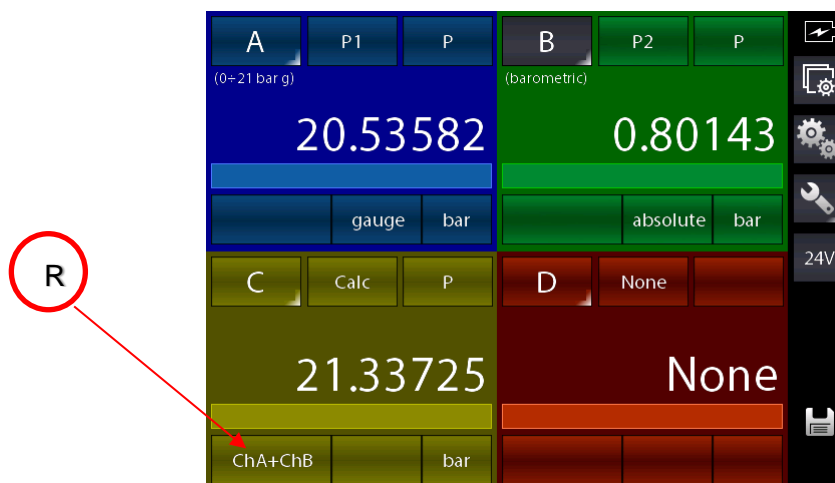 A P1 P
(0÷21 bar g)
20.53582
gauge bar
B P2 P
(barometric)
0.80143
absolute bar
R
C Calc P
21.33725
ChA+ChB bar
D None
None
24V